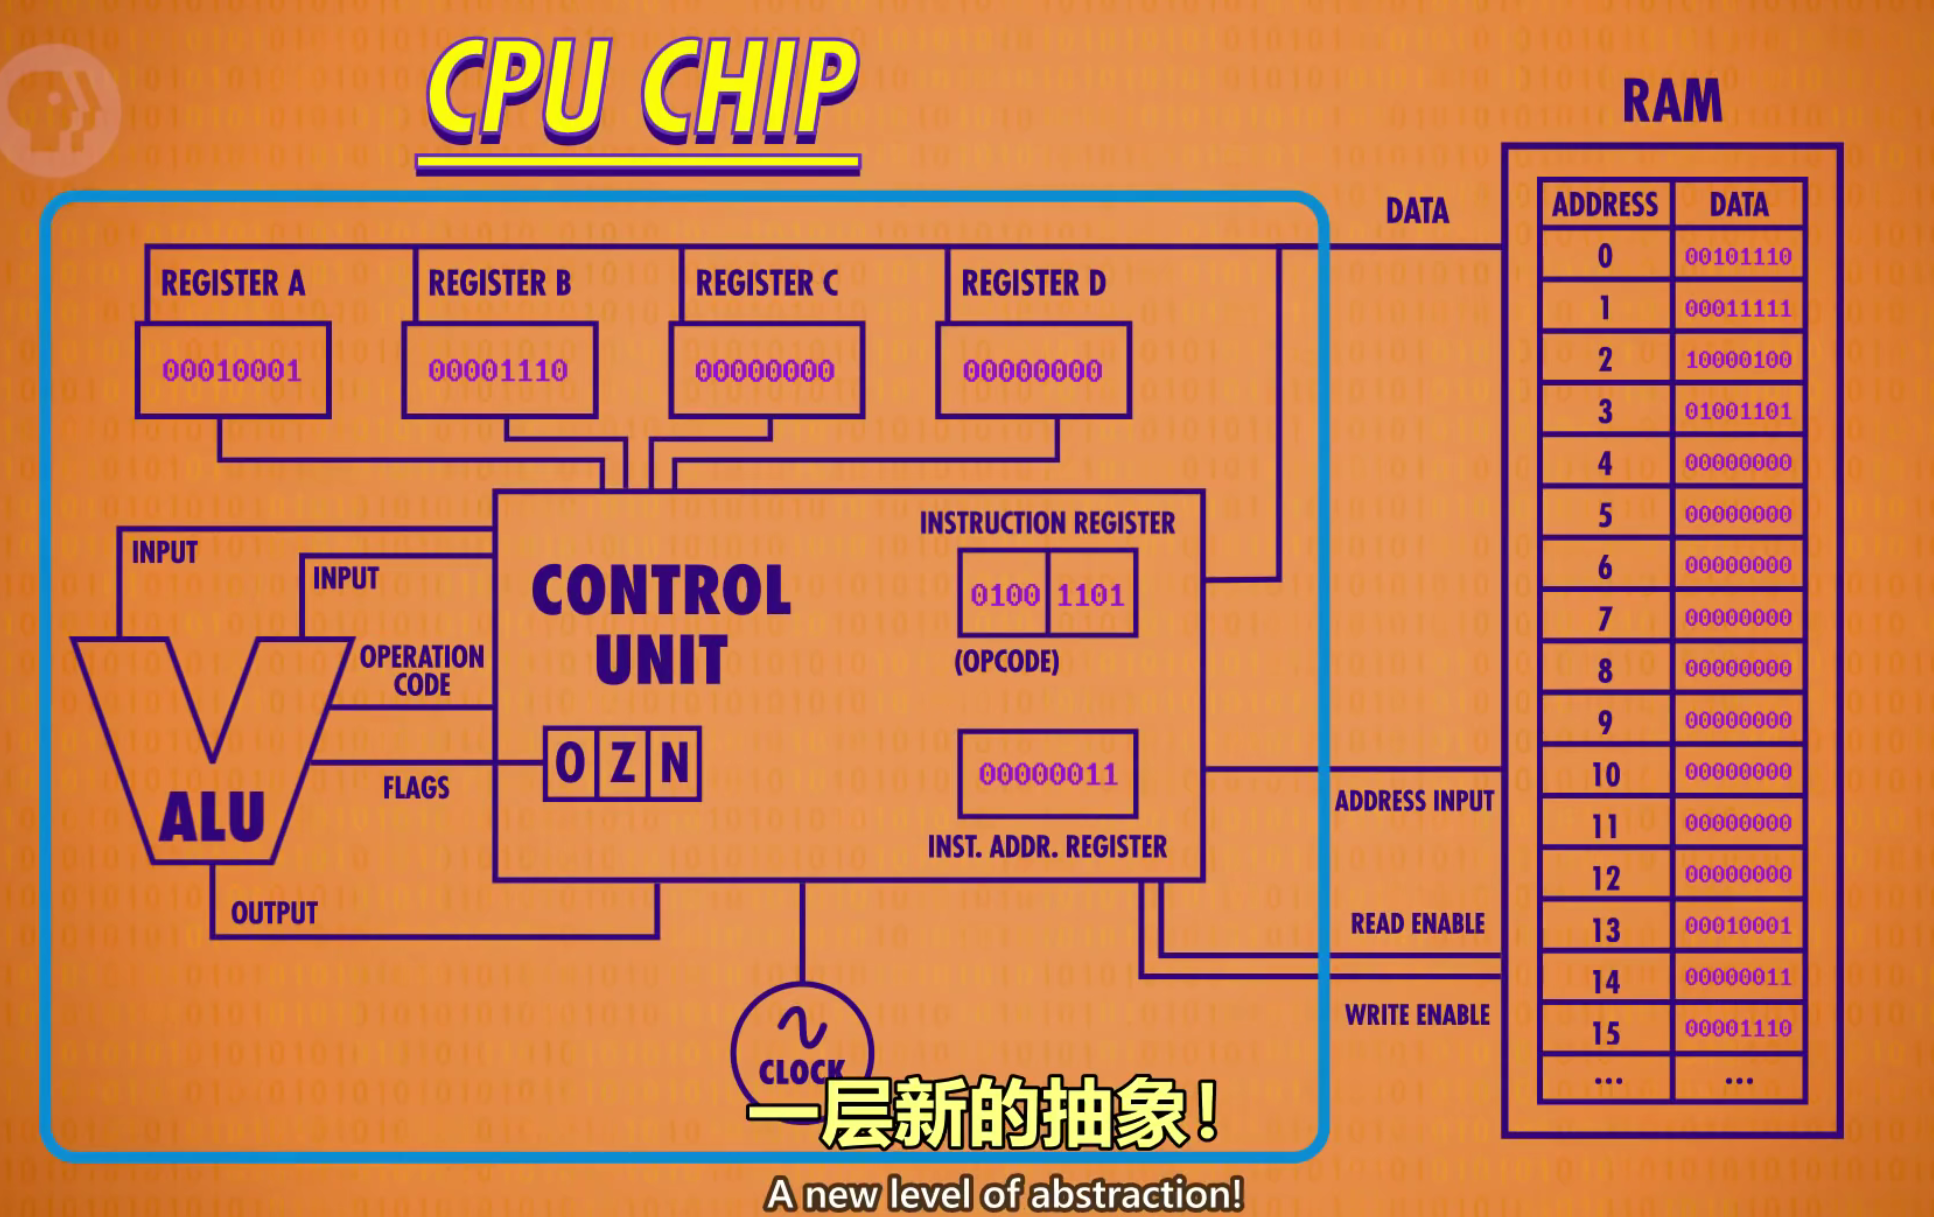 CPU CHIP
RAM
DATA
ADDRESS DATA
0 00101110
1 00011111
2 10000100
3 01001101
4 00000000
5 00000000
6 00000000
7 00000000
8 00000000
9 00000000
10 00000000
11 00000000
12 00000000
13 00010001
14 00000011
15 00001110
... ...
REGISTER A
00010001
REGISTER B
00001110
REGISTER C
00000000
REGISTER D
00000000
INPUT
INPUT
OPERATION
CODE
FLAGS
ALU
OUTPUT
CONTROL
UNIT
O Z N
INSTRUCTION REGISTER
0100 1101
(OPCODE)
00000011
INST. ADDR. REGISTER
ADDRESS INPUT
READ ENABLE
WRITE ENABLE
CLOCK
一层新的抽象！
A new level of abstraction!